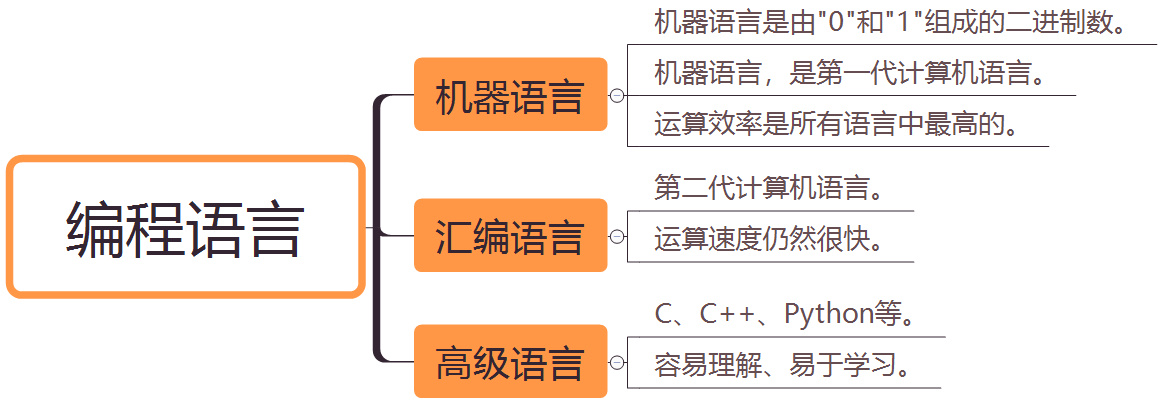 编程语言
机器语言
机器语言是由"0"和"1"组成的二进制数。
机器语言，是第一代计算机语言。
运算效率是所有语言中最高的。
汇编语言
第二代计算机语言。
运算速度仍然很快。
高级语言
C、C++、Python等。
容易理解、易于学习。